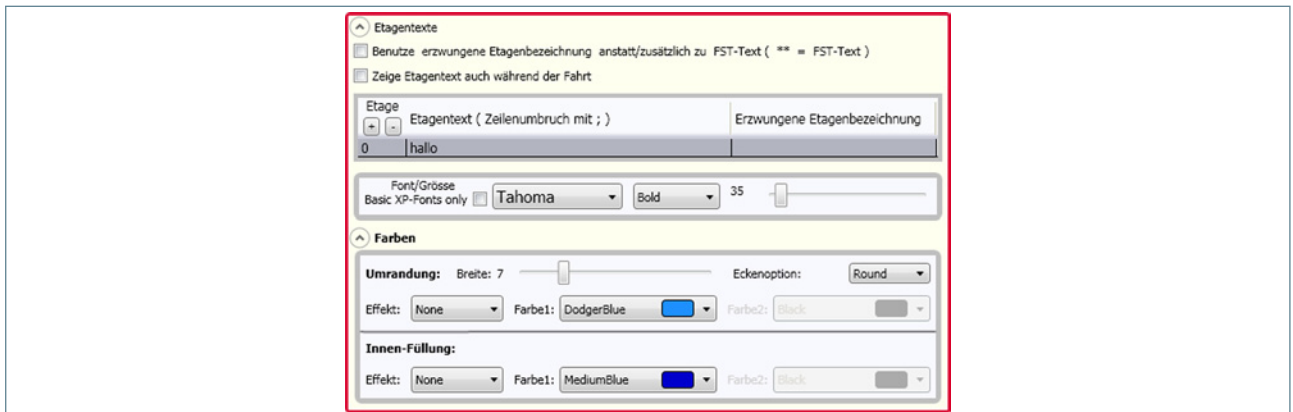 Etagentexte
Benutze erzwungene Etagenbezeichnung anstatt/zusätzlich zu FST-Text ( ** = FST-Text )
Zeige Etagentext auch während der Fahrt
Etage
+ - Etagentext ( Zeilenumbruch mit ; ) Erzwungene Etagenbezeichnung
0 hallo
Font/Grösse
Basic XP-Fonts only Tahoma Bold 35
Farben
Umrandung: Breite: 7 Eckenoption: Round
Effekt: None Farbe1: DodgerBlue Farbe2: Black
Innen-Füllung:
Effekt: None Farbe1: MediumBlue Farbe2: Black